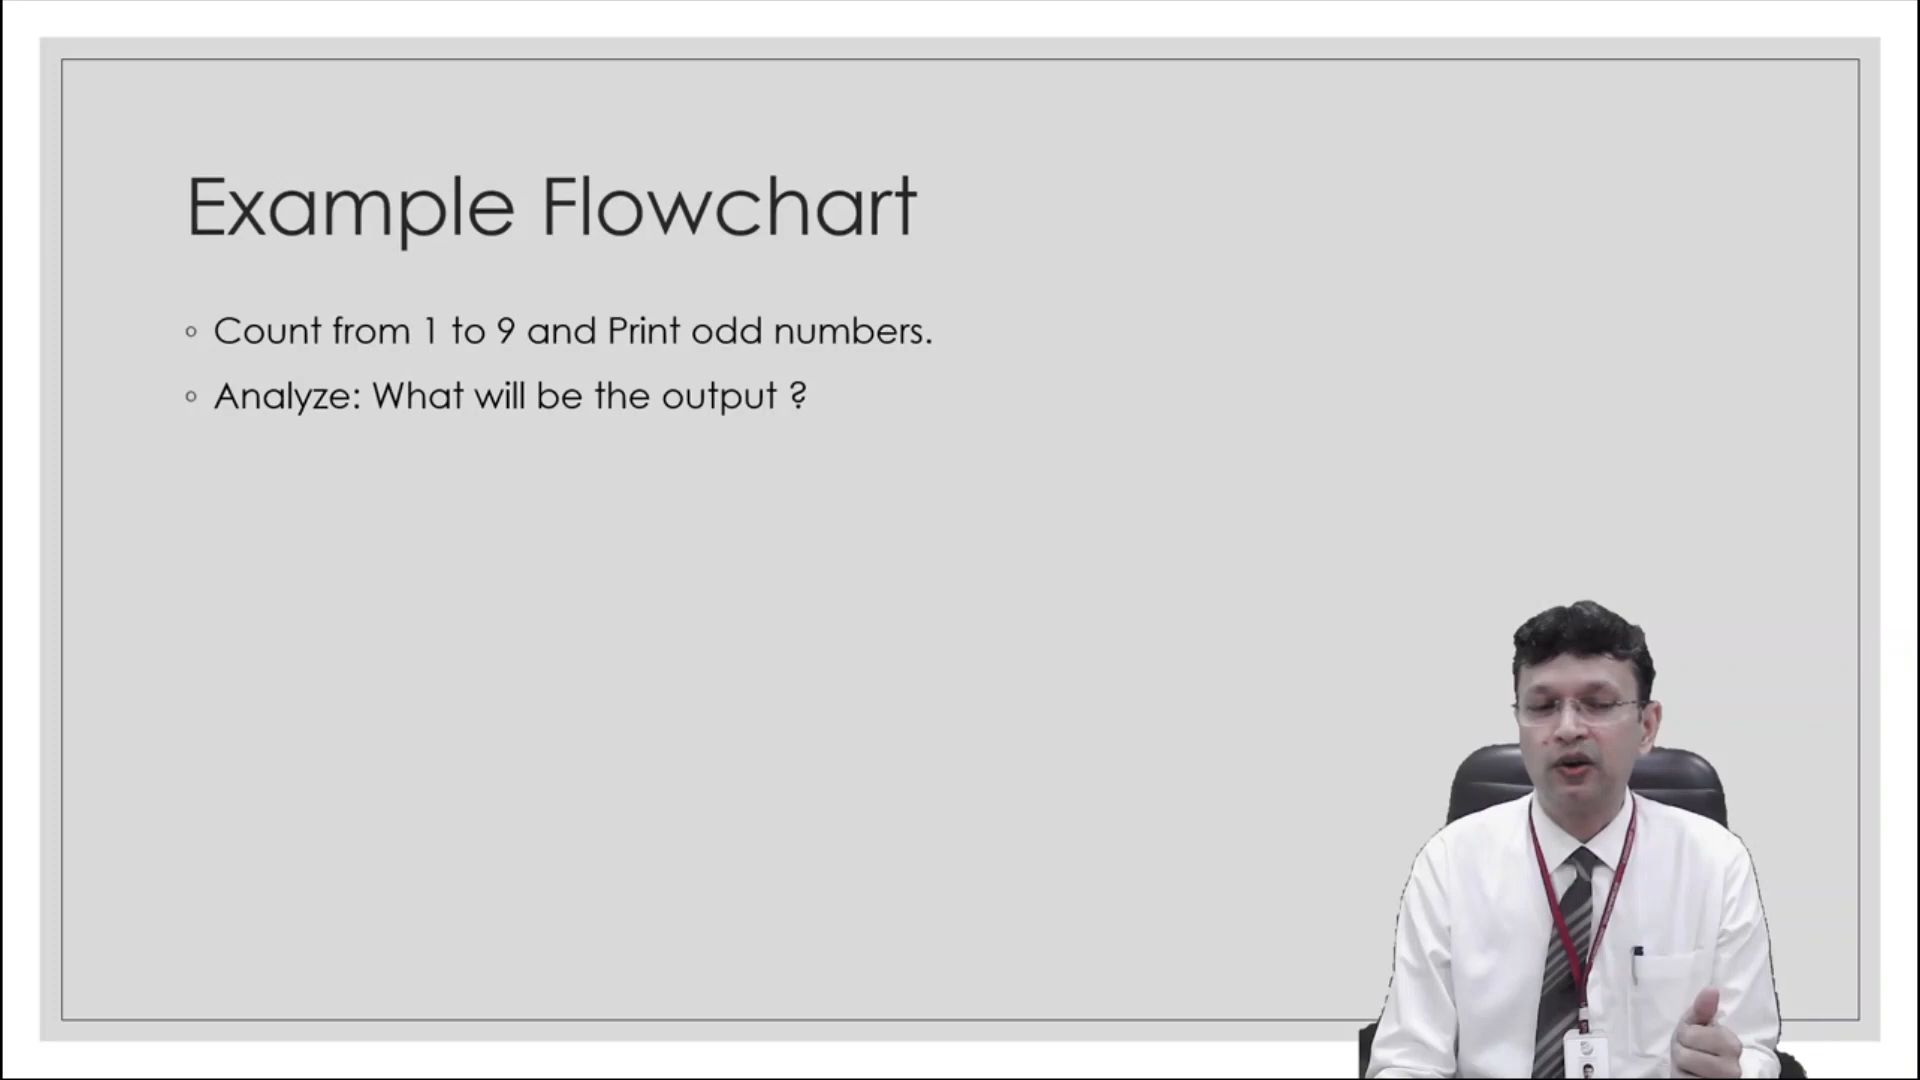 Example Flowchart
Count from 1 to 9 and Print odd numbers.
Analyze: What will be the output ?